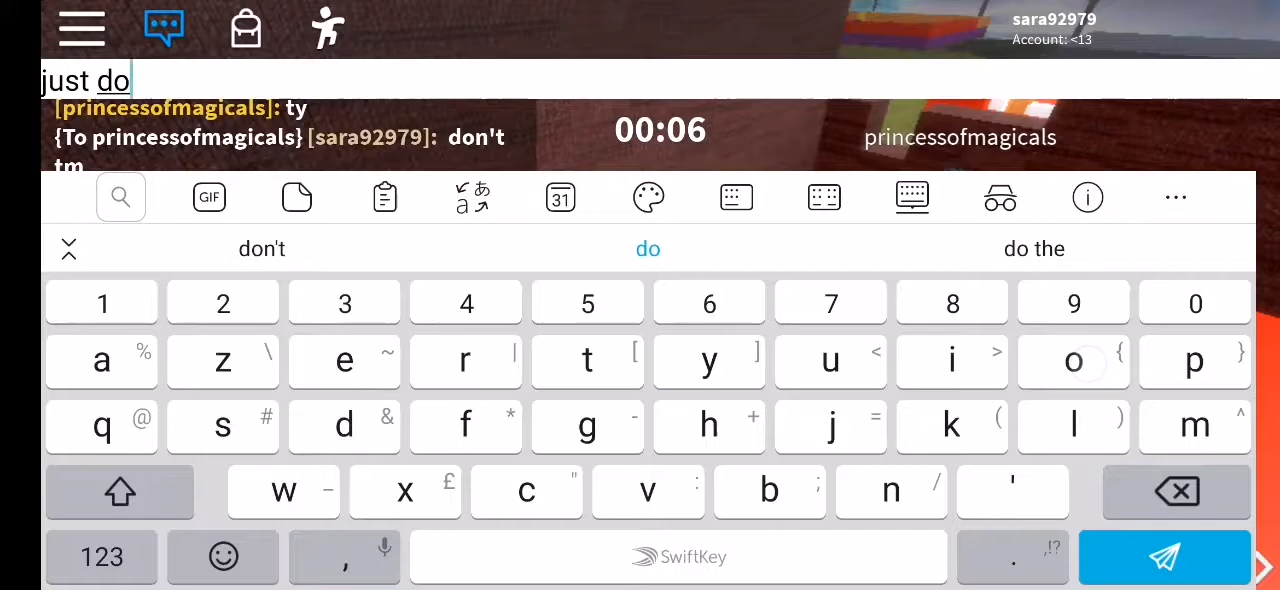 sara92979
Account: <13
just do
[princessofmagicals]: ty
{To princessofmagicals} [sara92979]: don't
tm
00:06
princessofmagicals
GIF
31
don't do do the
1 2 3 4 5 6 7 8 9 0
a % z \ e ~ r | t [ y ] u < i > o { p }
q @ s # d & f * g - h + j = k ( l ) m ^
w _ x £ c " v : b ; n / '
123 , SwiftKey . ,!?